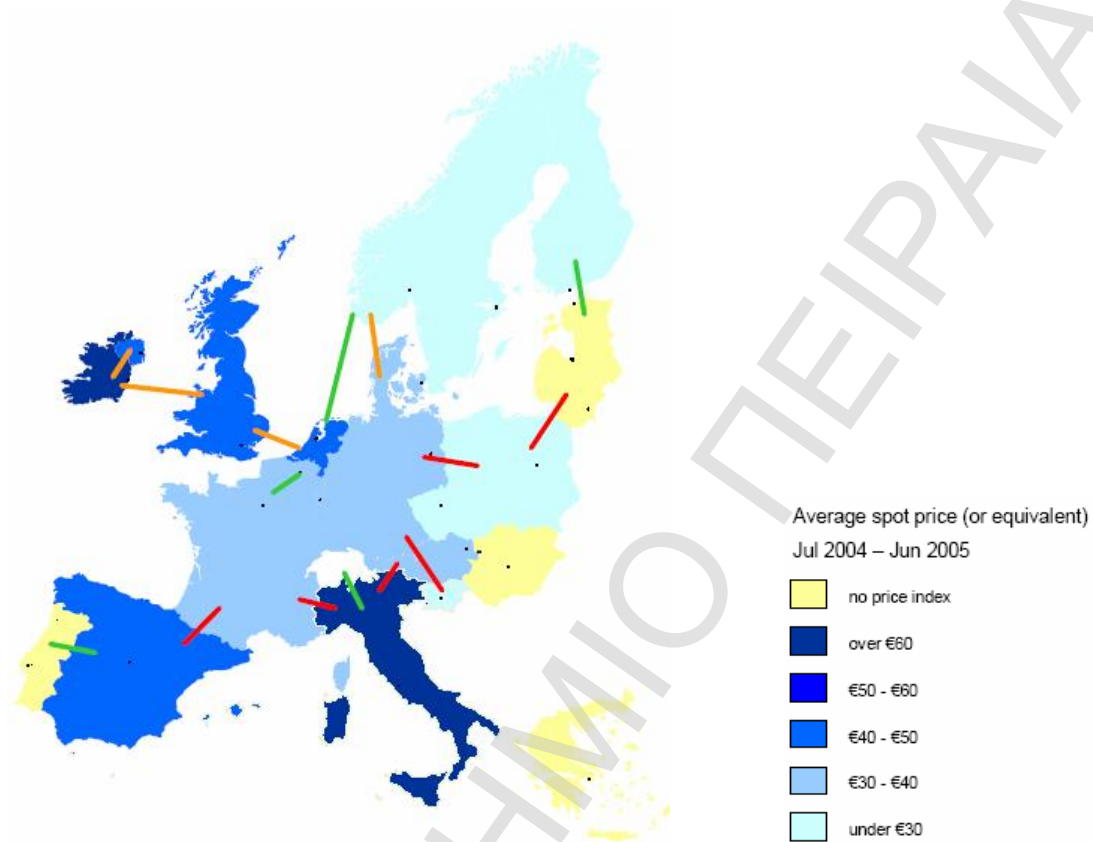 ΗΜΙΟ ΠΕΙΡΑΙΑ
Average spot price (or equivalent)
Jul 2004 – Jun 2005
no price index
over €60
€50 - €60
€40 - €50
€30 - €40
under €30